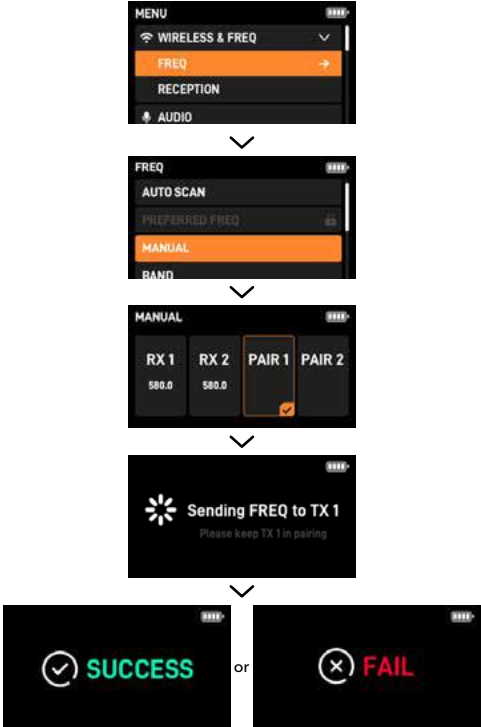 MENU
WIRELESS & FREQ
FREQ
RECEPTION
AUDIO
FREQ
AUTO SCAN
PREFERRED FREQ
MANUAL
BAND
MANUAL
RX 1 RX 2 PAIR 1 PAIR 2
580.0 580.0
Sending FREQ to TX 1
Please keep TX 1 in pairing
SUCCESS or FAIL